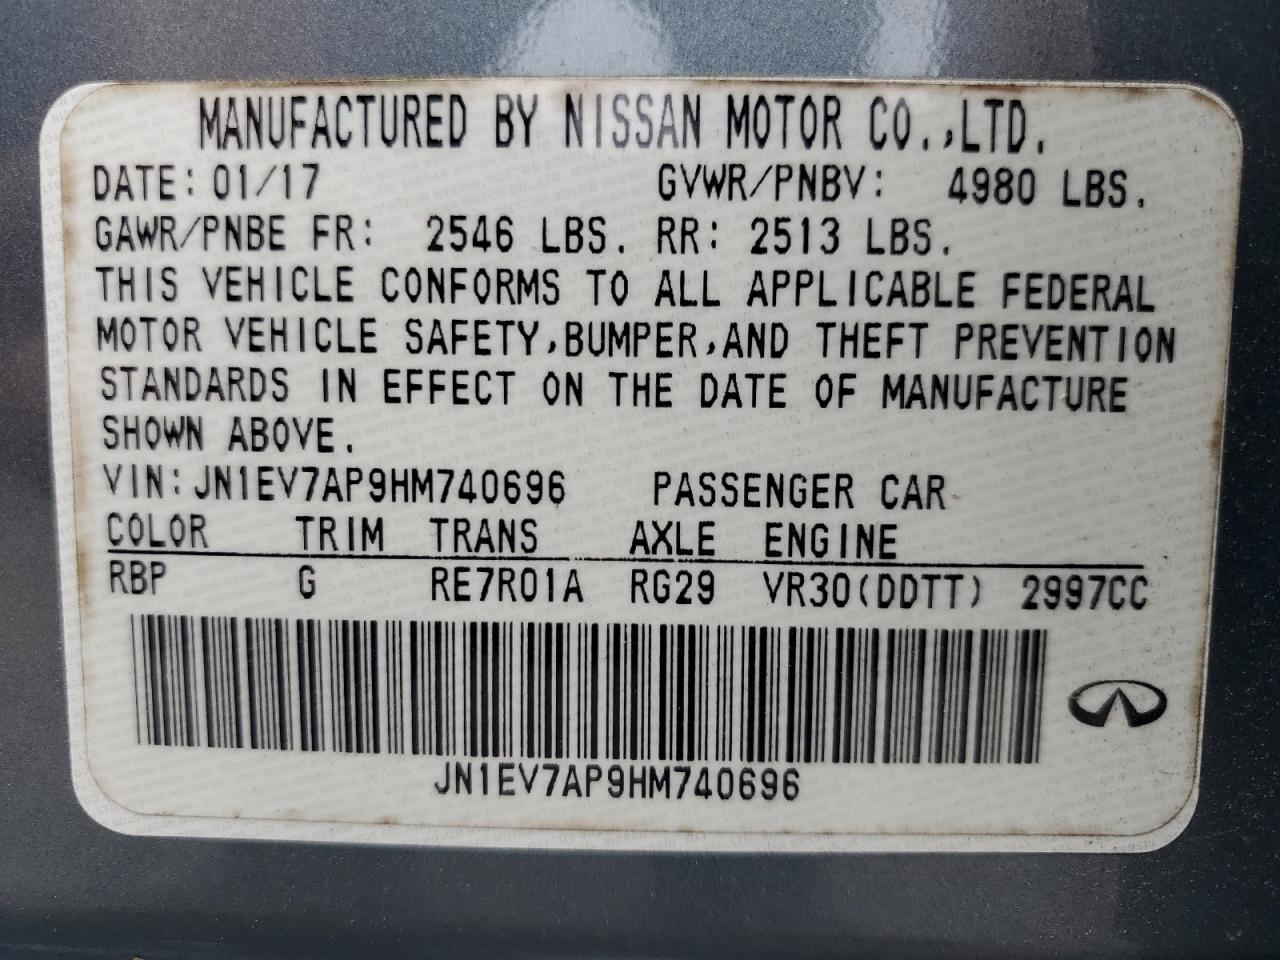 MANUFACTURED BY NISSAN MOTOR CO.,LTD.
DATE: 01/17 GVWR/PNBV: 4980 LBS.
GAWR/PNBE FR: 2546 LBS. RR: 2513 LBS.
THIS VEHICLE CONFORMS TO ALL APPLICABLE FEDERAL
MOTOR VEHICLE SAFETY,BUMPER,AND THEFT PREVENTION
STANDARDS IN EFFECT ON THE DATE OF MANUFACTURE
SHOWN ABOVE.
VIN:JN1EV7AP9HM740696 PASSENGER CAR
COLOR TRIM TRANS AXLE ENGINE
RBP G RE7R01A RG29 VR30(DDTT) 2997CC
JN1EV7AP9HM740696